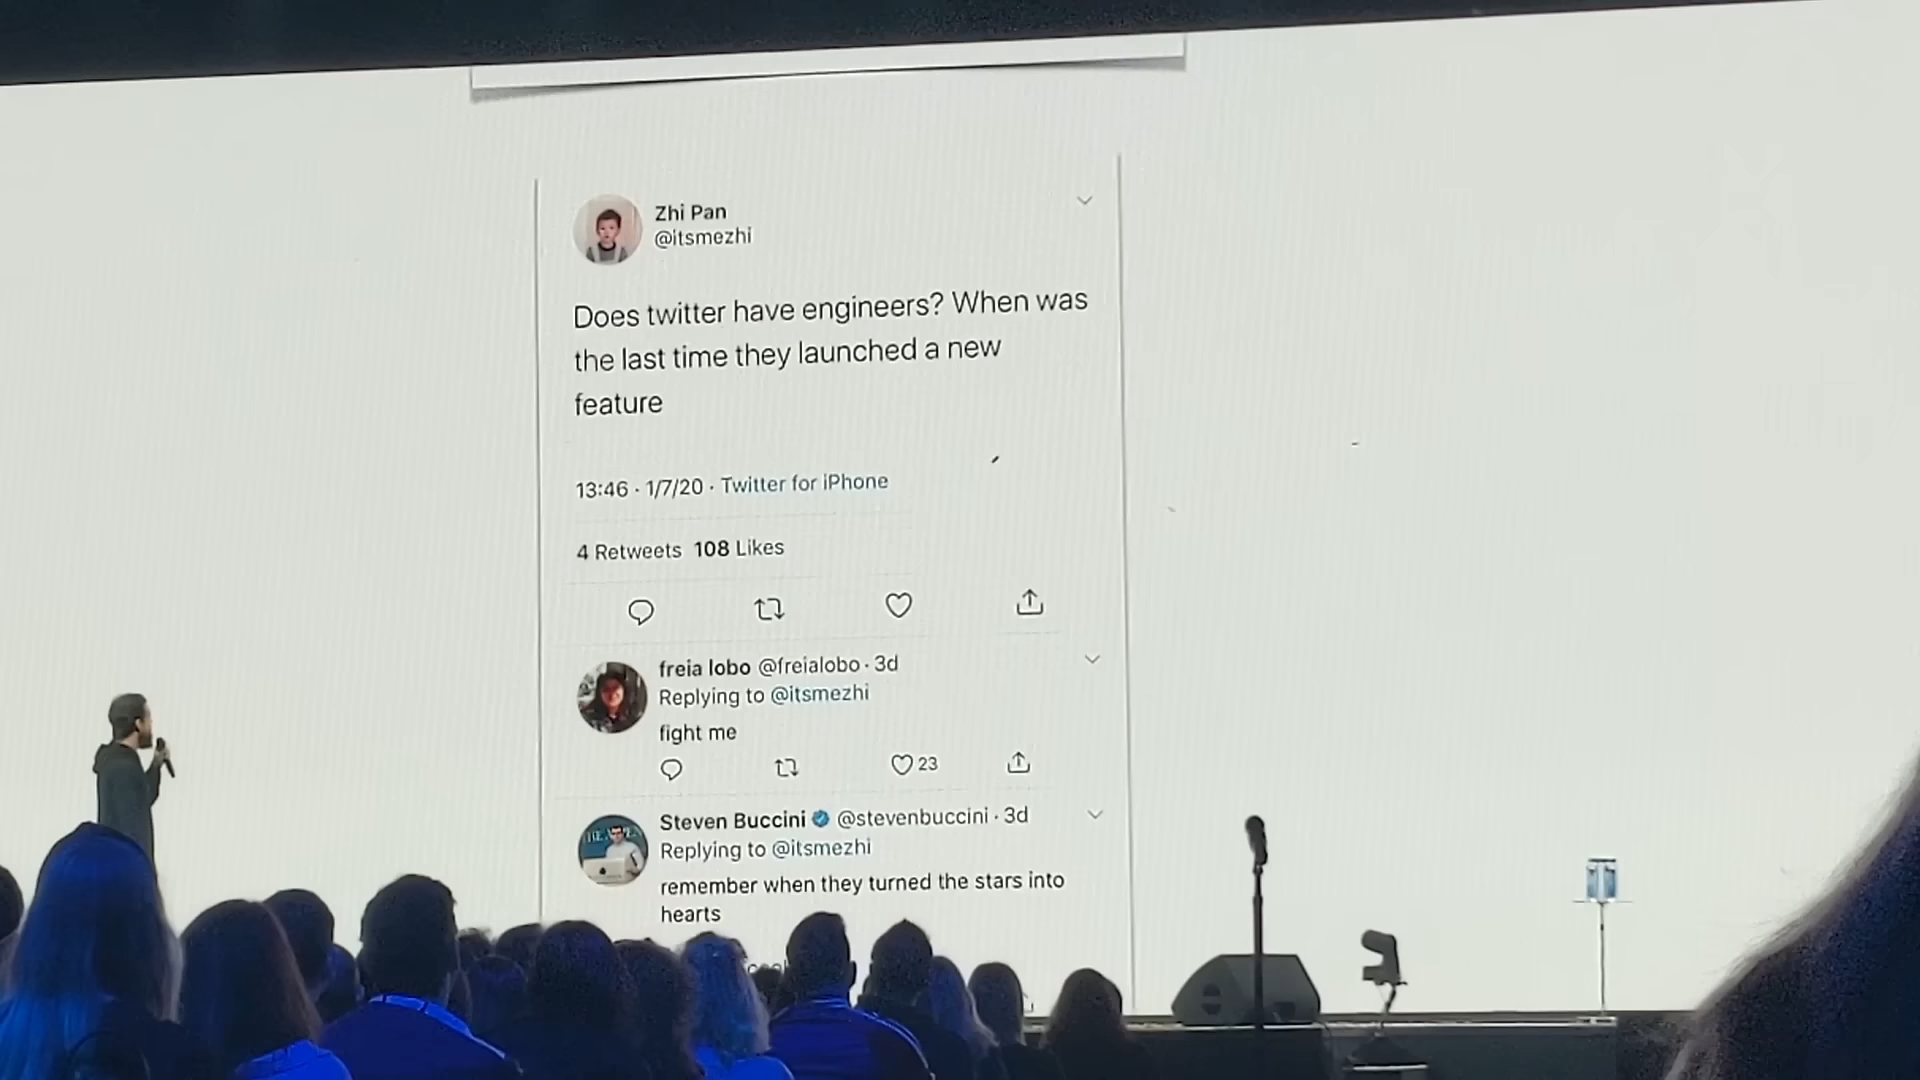 Zhi Pan
@itsmezhi
Does twitter have engineers? When was
the last time they launched a new
feature
13:46 · 1/7/20 · Twitter for iPhone
4 Retweets 108 Likes
freia lobo @freialobo · 3d
Replying to @itsmezhi
fight me
23
Steven Buccini @stevenbuccini · 3d
Replying to @itsmezhi
remember when they turned the stars into
hearts